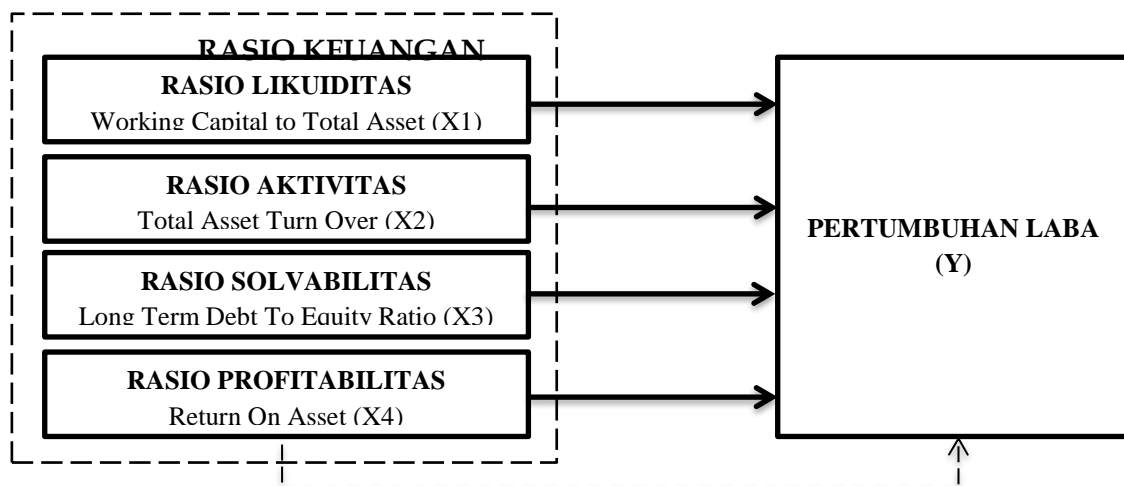 RASIO KEUANGAN
RASIO LIKUIDITAS
Working Capital to Total Asset (X1)
RASIO AKTIVITAS
Total Asset Turn Over (X2)
RASIO SOLVABILITAS
Long Term Debt To Equity Ratio (X3)
RASIO PROFITABILITAS
Return On Asset (X4)
PERTUMBUHAN LABA
(Y)